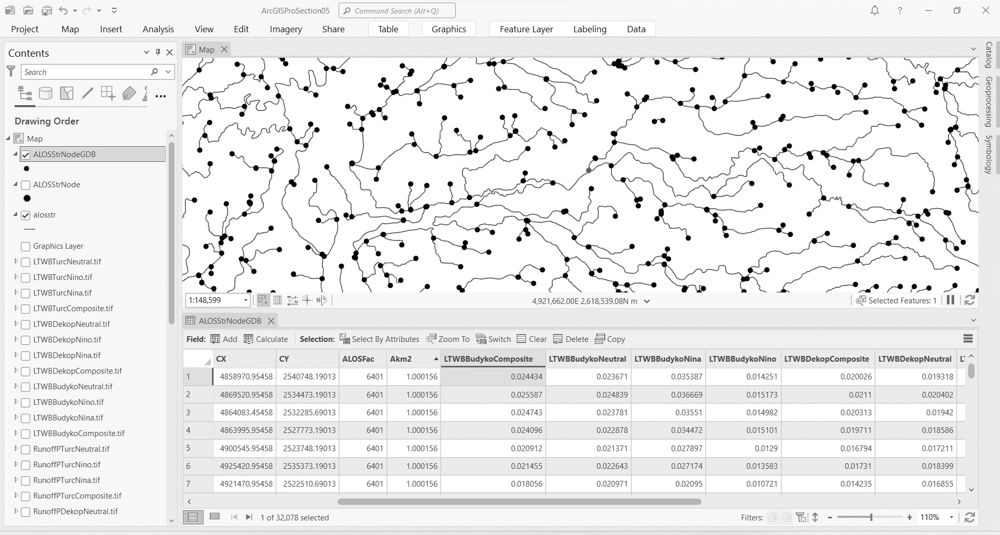 ArcGISProSection05 Command Search (Alt+Q) ?
Project Map Insert Analysis View Edit Imagery Share Table Graphics Feature Layer Labeling Data
Contents
Search
Drawing Order
Map
ALOSStrNodeGDB
ALOSStrNode
alosstr
Graphics Layer
LTWBTurcNeutral.tif
LTWBTurcNino.tif
LTWBTurcNina.tif
LTWBTurcComposite.tif
LTWBDekopNeutral.tif
LTWBDekopNino.tif
LTWBDekopNina.tif
LTWBDekopComposite.tif
LTWBBudykoNeutral.tif
LTWBBudykoNino.tif
LTWBBudykoNina.tif
LTWBBudykoComposite.tif
RunoffPTurcNeutral.tif
RunoffPTurcNino.tif
RunoffPTurcNina.tif
RunoffPTurcComposite.tif
RunoffPDekopNeutral.tif
Map
1:148,599 N 4,921,662.00E 2,618,539.08N m Selected Features: 1
ALOSStrNodeGDB
Field: Add Calculate Selection: Select By Attributes Zoom To Switch Clear Delete Copy
CX CY ALOSFac Akm2 LTWBBudykoComposite LTWBBudykoNeutral LTWBBudykoNina LTWBBudykoNino LTWBDekopComposite LTWBDekopNeutral
1 4858970.95458 2540748.19013 6401 1.000156 0.024434 0.023671 0.035387 0.014251 0.020026 0.019318
2 4869520.95458 2534473.19013 6401 1.000156 0.025587 0.024839 0.036669 0.015173 0.0211 0.020402
3 4864083.45458 2532285.69013 6401 1.000156 0.024743 0.023781 0.03551 0.014982 0.020313 0.01942
4 4863995.95458 2527773.19013 6401 1.000156 0.024096 0.022878 0.034472 0.015101 0.019711 0.018586
5 4900545.95458 2523748.19013 6401 1.000156 0.020912 0.021371 0.027897 0.0129 0.016794 0.017211
6 4925420.95458 2535373.19013 6401 1.000156 0.021455 0.022643 0.027174 0.013583 0.01731 0.018399
7 4921470.95458 2522510.69013 6401 1.000156 0.018056 0.020971 0.02095 0.010721 0.014235 0.016855
1 of 32,078 selected Filters: - + 110%
Catalog
Geoprocessing
Symbology